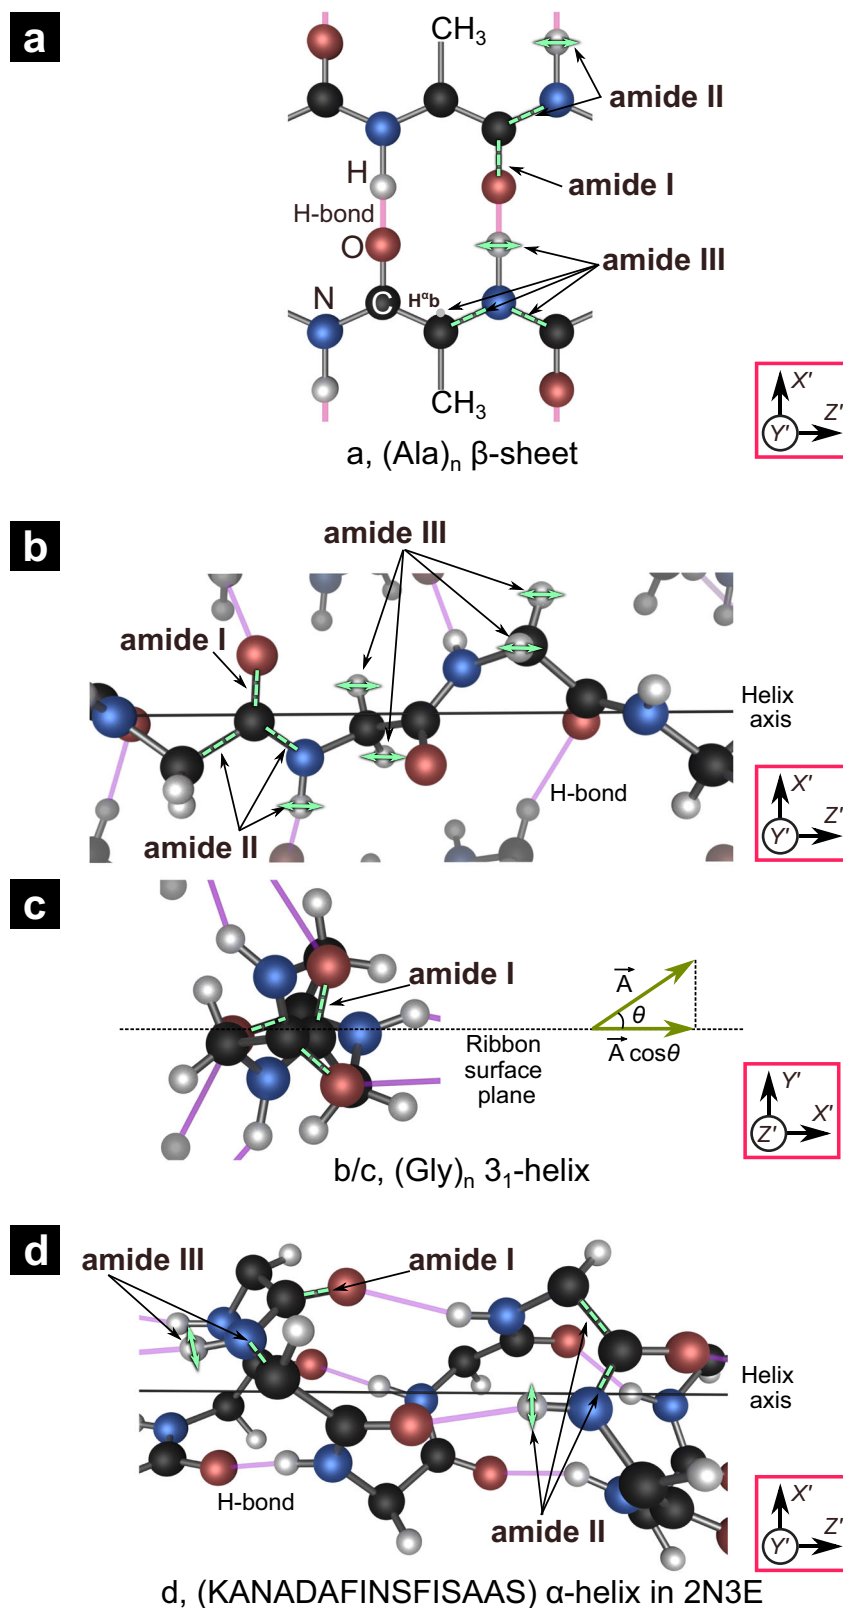 a
CH3
amide II
H
amide I
H-bond
O
amide III
N
C
Hαb
CH3
X'
Y'
Z'
a, (Ala)n β-sheet
b
amide III
amide I
Helix
axis
H-bond
amide II
X'
Y'
Z'
c
amide I
A
θ
Ribbon
surface
plane
A cosθ
Y'
Z'
X'
b/c, (Gly)n 31-helix
d
amide III
amide I
Helix
axis
H-bond
amide II
X'
Y'
Z'
d, (KANADAFINSFISAAS) α-helix in 2N3E